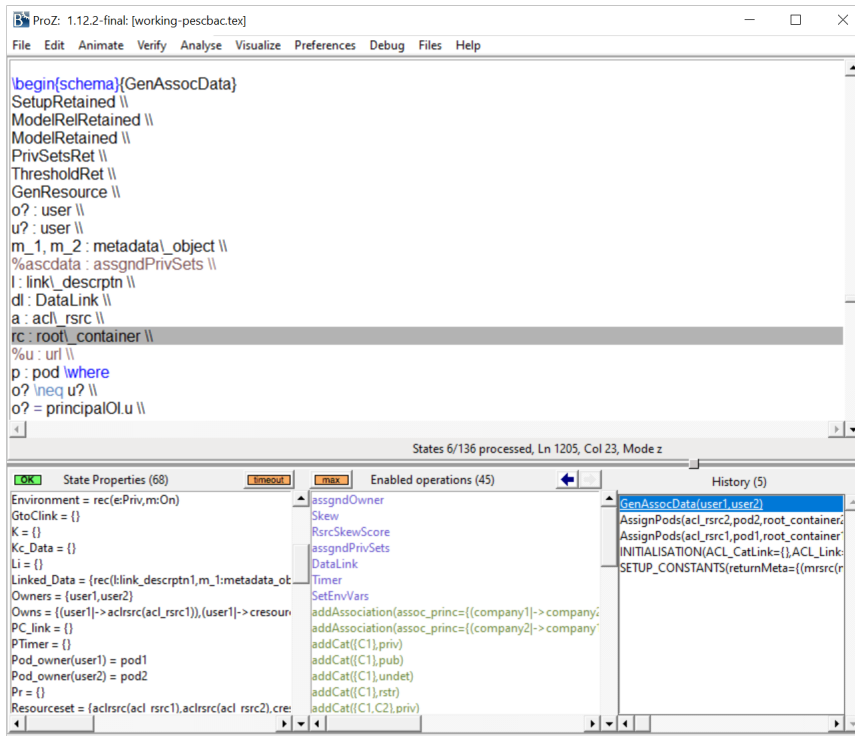 ProZ: 1.12.2-final: [working-pescbac.tex]
File Edit Animate Verify Analyse Visualize Preferences Debug Files Help
\begin{schema}{GenAssocData}
SetupRetained \\
ModelRelRetained \\
ModelRetained \\
PrivSetsRet \\
ThresholdRet \\
GenResource \\
o? : user \\
u? : user \\
m_1, m_2 : metadata\_object \\
%ascdata : assgndPrivSets \\
l : link\_descrptn \\
dl : DataLink \\
a : acl\_rsrc \\
rc : root\_container \\
%u : url \\
p : pod \where
o? \neq u? \\
o? = principalOI.u \\
States 6/136 processed, Ln 1205, Col 23, Mode z
OK State Properties (68) timeout
Environment = rec(e:Priv,m:On)
GtoClink = {}
K = {}
Kc_Data = {}
Li = {}
Linked_Data = {rec(l:link_descrptn1,m_1:metadata_ob
Owners = {user1,user2}
Owns = {(user1|->aclrsrc(acl_rsrc1)),(user1|->cresour
PC_link = {}
PTimer = {}
Pod_owner(user1) = pod1
Pod_owner(user2) = pod2
Pr = {}
Resourceset = {aclrsrc(acl_rsrc1),aclrsrc(acl_rsrc2),cres
max Enabled operations (45)
assgndOwner
Skew
RsrcSkewScore
assgndPrivSets
DataLink
Timer
SetEnvVars
addAssociation(assoc_princ={(company1|->company2
addAssociation(assoc_princ={(company2|->company1
addCat({C1},priv)
addCat({C1},pub)
addCat({C1},undet)
addCat({C1},rstr)
addCat({C1,C2},priv)
History (5)
GenAssocData(user1,user2)
AssignPods(acl_rsrc2,pod2,root_container2
AssignPods(acl_rsrc1,pod1,root_container1
INITIALISATION(ACL_CatLink={},ACL_Link=
SETUP_CONSTANTS(returnMeta={(mrsrc(r